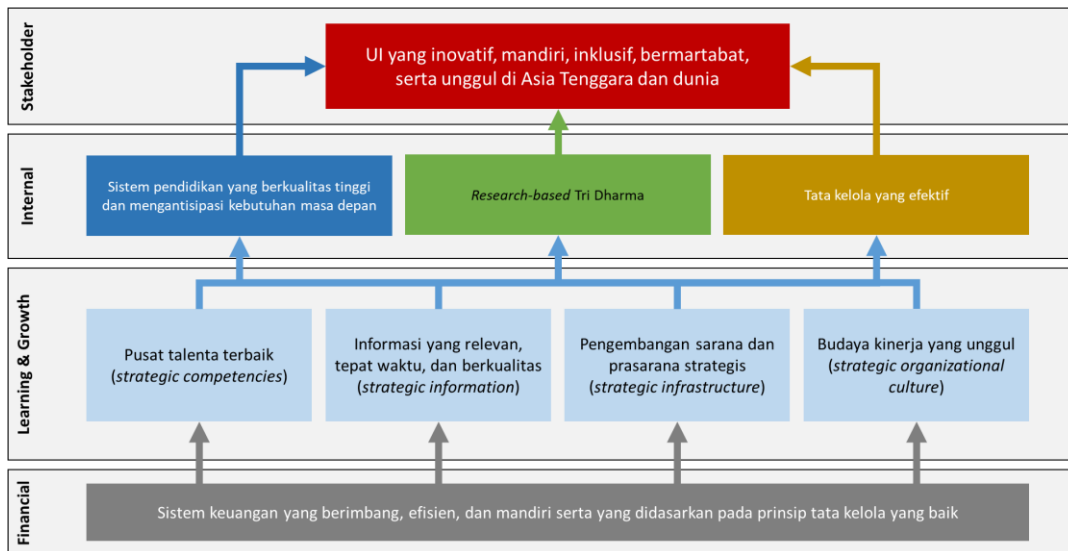 Stakeholder
UI yang inovatif, mandiri, inklusif, bermartabat,
serta unggul di Asia Tenggara dan dunia
Internal
Sistem pendidikan yang berkualitas tinggi
dan mengantisipasi kebutuhan masa depan
Research-based Tri Dharma
Tata kelola yang efektif
Learning & Growth
Pusat talenta terbaik
(strategic competencies)
Informasi yang relevan,
tepat waktu, dan berkualitas
(strategic information)
Pengembangan sarana dan
prasarana strategis
(strategic infrastructure)
Budaya kinerja yang unggul
(strategic organizational
culture)
Financial
Sistem keuangan yang berimbang, efisien, dan mandiri serta yang didasarkan pada prinsip tata kelola yang baik